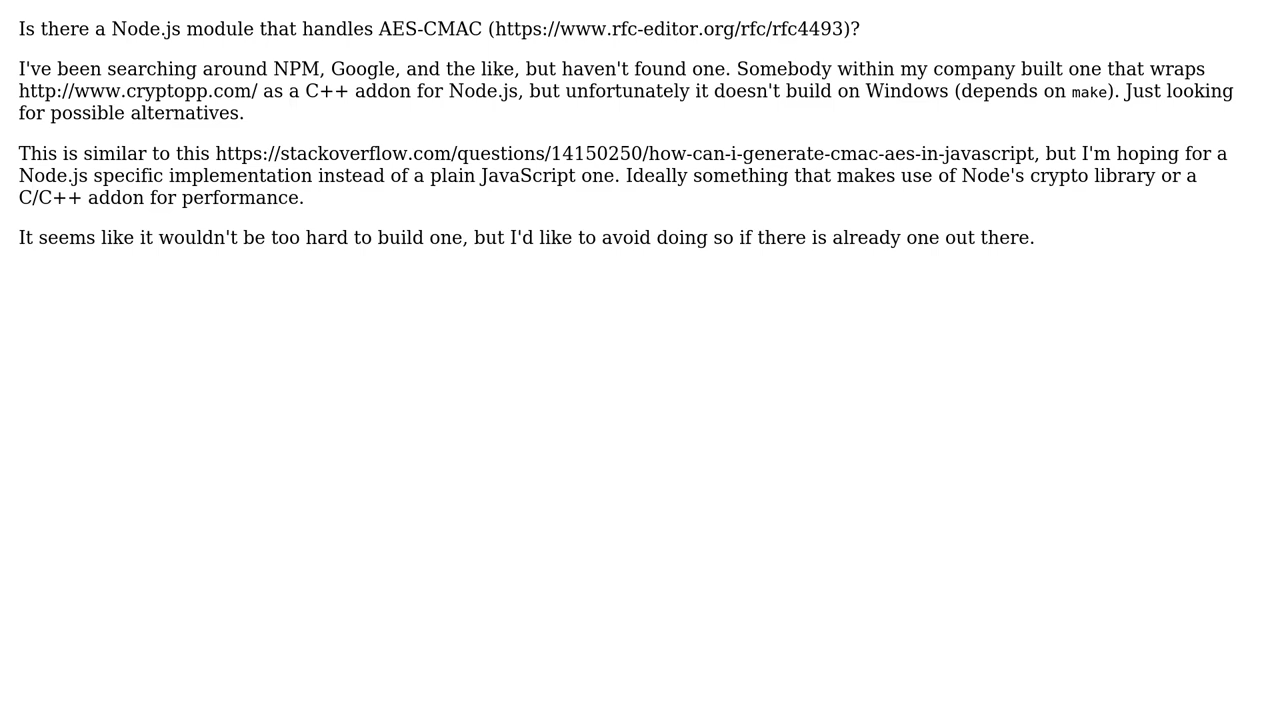 Is there a Node.js module that handles AES-CMAC (https://www.rfc-editor.org/rfc/rfc4493)?
I've been searching around NPM, Google, and the like, but haven't found one. Somebody within my company built one that wraps
http://www.cryptopp.com/ as a C++ addon for Node.js, but unfortunately it doesn't build on Windows (depends on make). Just looking
for possible alternatives.
This is similar to this https://stackoverflow.com/questions/14150250/how-can-i-generate-cmac-aes-in-javascript, but I'm hoping for a
Node.js specific implementation instead of a plain JavaScript one. Ideally something that makes use of Node's crypto library or a
C/C++ addon for performance.
It seems like it wouldn't be too hard to build one, but I'd like to avoid doing so if there is already one out there.